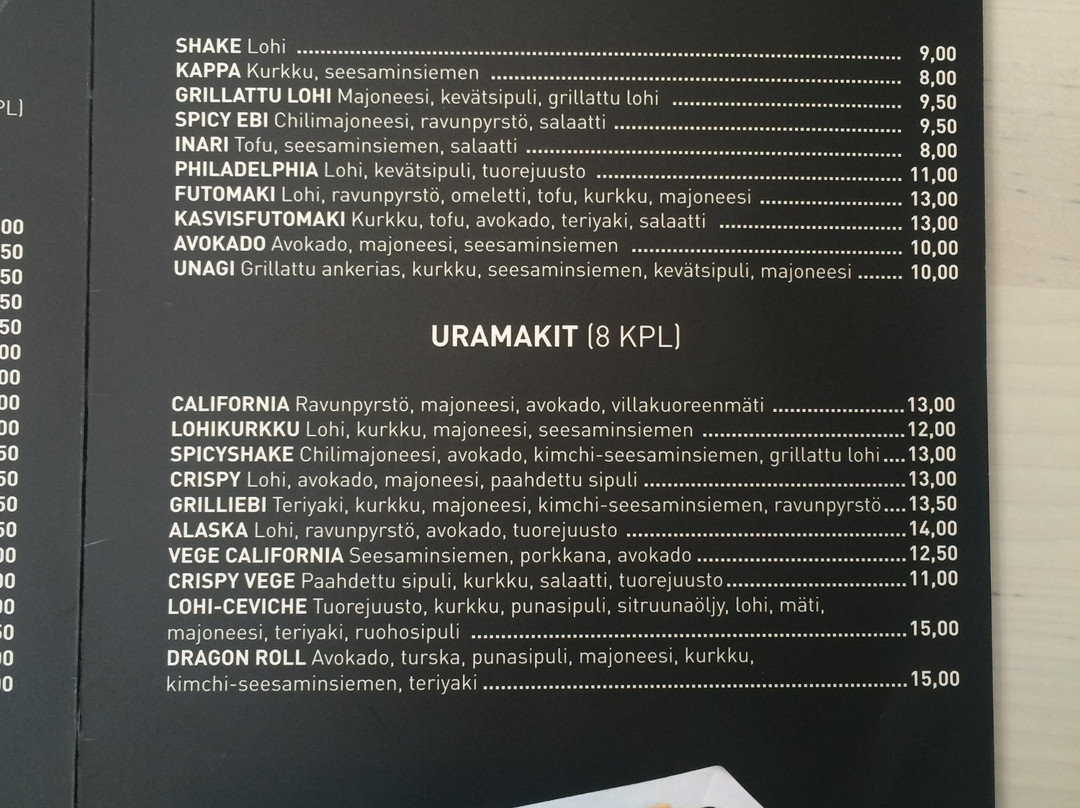 PL)
SHAKE Lohi ........ 9,00
KAPPA Kurkku, seesaminsiemen ........ 8,00
GRILLATTU LOHI Majoneesi, kevätsipuli, grillattu lohi ........ 9,50
SPICY EBI Chilimajoneesi, ravunpyrstö, salaatti ........ 9,50
INARI Tofu, seesaminsiemen, salaatti ........ 8,00
PHILADELPHIA Lohi, kevätsipuli, tuorejuusto ........ 11,00
FUTOMAKI Lohi, ravunpyrstö, omeletti, tofu, kurkku, majoneesi ........ 13,00
KASVISFUTOMAKI Kurkku, tofu, avokado, teriyaki, salaatti ........ 13,00
AVOKADO Avokado, majoneesi, seesaminsiemen ........ 10,00
UNAGI Grillattu ankerias, kurkku, seesaminsiemen, kevätsipuli, majoneesi ........ 10,00
URAMAKIT (8 KPL)
CALIFORNIA Ravunpyrstö, majoneesi, avokado, villakuoreenmäti ........ 13,00
LOHIKURKKU Lohi, kurkku, majoneesi, seesaminsiemen ........ 12,00
SPICYSHAKE Chilimajoneesi, avokado, kimchi-seesaminsiemen, grillattu lohi .... 13,00
CRISPY Lohi, avokado, majoneesi, paahdettu sipuli ........ 13,00
GRILLIEBI Teriyaki, kurkku, majoneesi, kimchi-seesaminsiemen, ravunpyrstö .... 13,50
ALASKA Lohi, ravunpyrstö, avokado, tuorejuusto ........ 14,00
VEGE CALIFORNIA Seesaminsiemen, porkkana, avokado ........ 12,50
CRISPY VEGE Paahdettu sipuli, kurkku, salaatti, tuorejuusto ........ 11,00
LOHI-CEVICHE Tuorejuusto, kurkku, punasipuli, sitruunaöljy, lohi, mäti,
majoneesi, teriyaki, ruohosipuli ........ 15,00
DRAGON ROLL Avokado, turska, punasipuli, majoneesi, kurkku,
kimchi-seesaminsiemen, teriyaki ........ 15,00